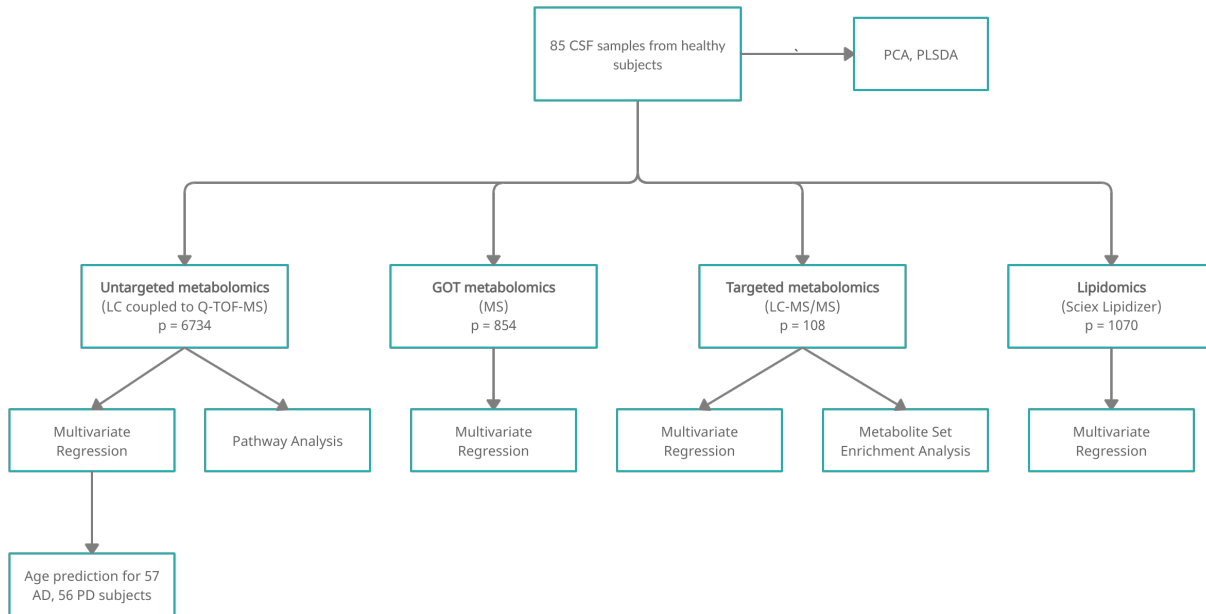 85 CSF samples from healthy
subjects
`
PCA, PLSDA
Untargeted metabolomics
(LC coupled to Q-TOF-MS)
p = 6734
GOT metabolomics
(MS)
p = 854
Targeted metabolomics
(LC-MS/MS)
p = 108
Lipidomics
(Sciex Lipidizer)
p = 1070
Multivariate
Regression
Pathway Analysis
Multivariate
Regression
Multivariate
Regression
Metabolite Set
Enrichment Analysis
Multivariate
Regression
Age prediction for 57
AD, 56 PD subjects